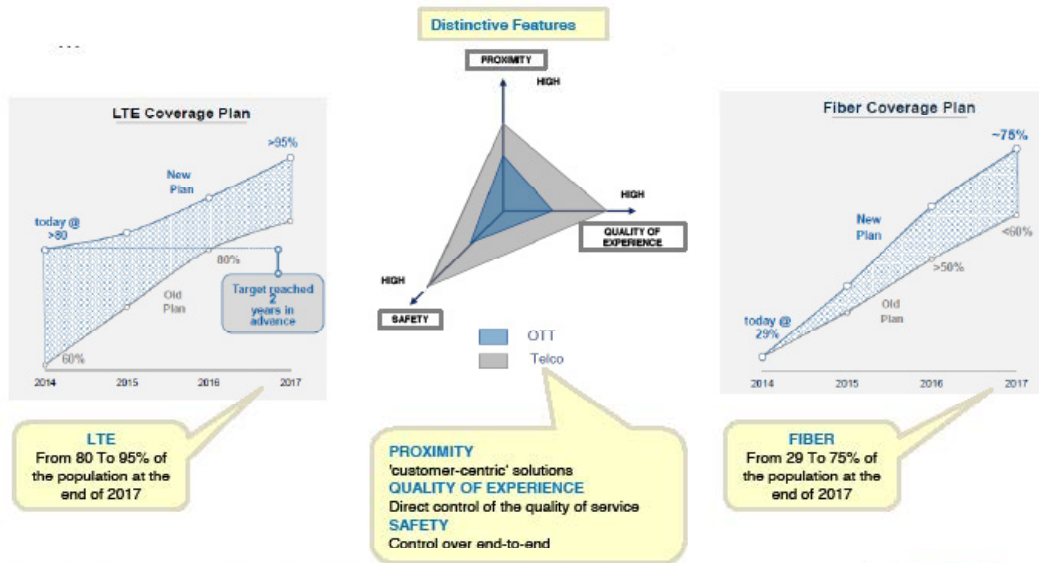 Distinctive Features
...
PROXIMITY
HIGH
HIGH
QUALITY OF
EXPERIENCE
HIGH
SAFETY
OTT
Telco
LTE Coverage Plan
>95%
New
Plan
today @
>80
80%
Old
Plan
Target reached
2
years in
advance
60%
2014
2015
2016
2017
Fiber Coverage Plan
~75%
New
Plan
<60%
>50%
Old
Plan
today @
29%
2014
2015
2016
2017
LTE
From 80 To 95% of
the population at the
end of 2017
PROXIMITY
'customer-centric' solutions
QUALITY OF EXPERIENCE
Direct control of the quality of service
SAFETY
Control over end-to-end
FIBER
From 29 To 75% of
the population at the
end of 2017